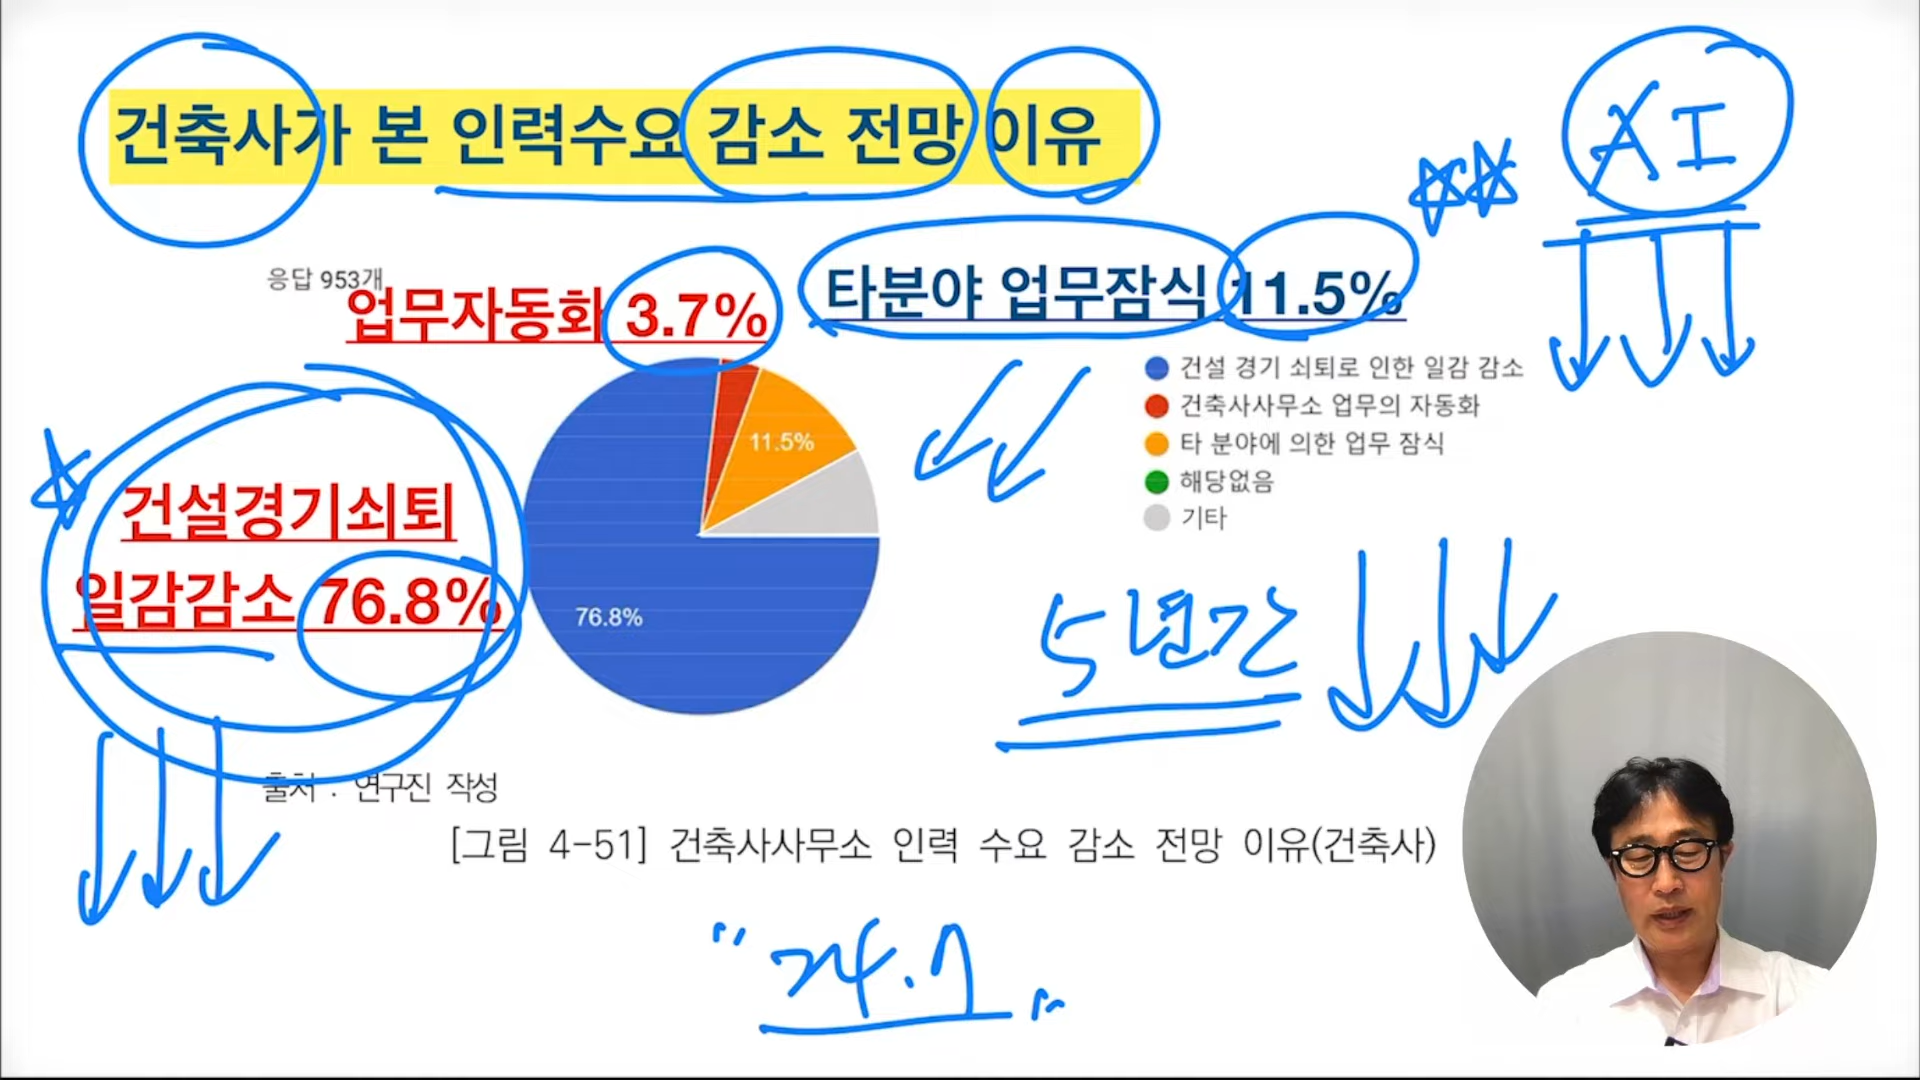 건축사가 본 인력수요 감소 전망 이유
AI
응답 953개
업무자동화 3.7%
타분야 업무잠식 11.5%
건설 경기 쇠퇴로 인한 일감 감소
건축사사무소 업무의 자동화
타 분야에 의한 업무 잠식
해당없음
기타
11.5%
건설경기쇠퇴
일감감소 76.8%
76.8%
5년간
출처 : 연구진 작성
[그림 4-51] 건축사사무소 인력 수요 감소 전망 이유(건축사)
"24.7"